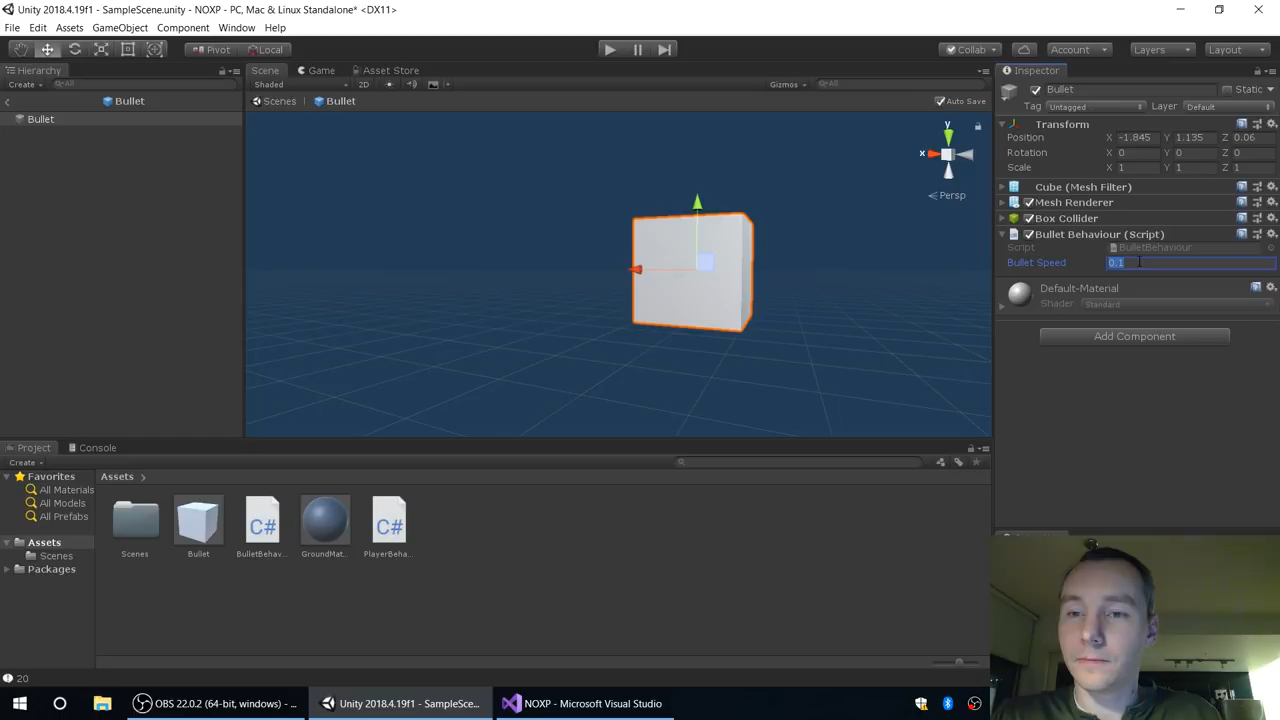 Unity 2018.4.19f1 - SampleScene.unity - NOXP - PC, Mac & Linux Standalone* <DX11>
File Edit Assets GameObject Component Window Help
Pivot Local Collab Account Layers Layout
Hierarchy Scene Game Asset Store Inspector
Create All Shaded 2D Gizmos All Bullet Static
Bullet Scenes Bullet Auto Save Tag Untagged Layer Default
Bullet
y
x
Persp
Transform
Position X -1.845 Y 1.135 Z 0.06
Rotation X 0 Y 0 Z 0
Scale X 1 Y 1 Z 1
Cube (Mesh Filter)
Mesh Renderer
Box Collider
Bullet Behaviour (Script)
Script BulletBehaviour
Bullet Speed 0.1
Default-Material
Shader Standard
Add Component
Project Console
Create
Favorites
All Materials
All Models
All Prefabs
Assets
Scenes
Packages
Assets
Scenes Bullet BulletBehav... GroundMat... PlayerBeha...
20
OBS 22.0.2 (64-bit, windows) - ... Unity 2018.4.19f1 - SampleSce... NOXP - Microsoft Visual Studio